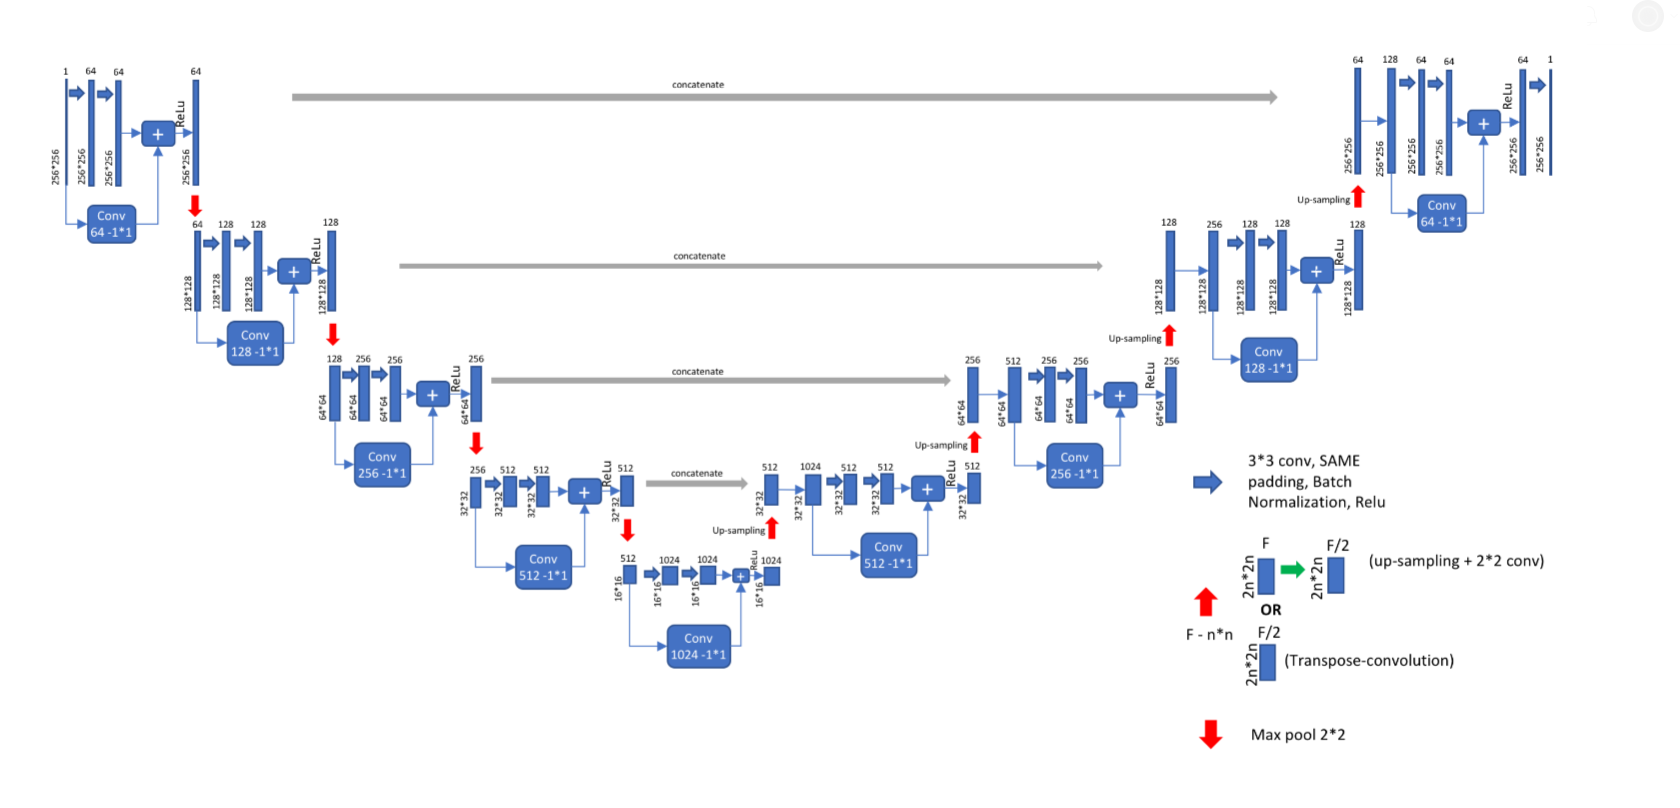 1
64
64
64
256*256
256*256
256*256
256*256
+
ReLu
Conv
64 -1*1
concatenate
64
128
64
64
64
1
256*256
256*256
256*256
256*256
256*256
256*256
+
ReLu
Conv
64 -1*1
Up-sampling
64
128
128
128
128*128
128*128
128*128
128*128
+
ReLu
Conv
128 -1*1
concatenate
128
256
128
128
128
128*128
128*128
128*128
128*128
128*128
+
ReLu
Conv
128 -1*1
Up-sampling
128
256
256
256
64*64
64*64
64*64
64*64
+
ReLu
Conv
256 -1*1
concatenate
256
512
256
256
256
64*64
64*64
64*64
64*64
64*64
+
ReLu
Conv
256 -1*1
Up-sampling
256
512
512
512
32*32
32*32
32*32
32*32
+
ReLu
Conv
512 -1*1
concatenate
512
1024
512
512
512
32*32
32*32
32*32
32*32
32*32
+
ReLu
Conv
512 -1*1
Up-sampling
512
1024
1024
1024
16*16
16*16
16*16
16*16
+
ReLu
Conv
1024 -1*1
3*3 conv, SAME
padding, Batch
Normalization, Relu
F
F/2
2n*2n
2n*2n
(up-sampling + 2*2 conv)
OR
F - n*n
F/2
2n*2n
(Transpose-convolution)
Max pool 2*2